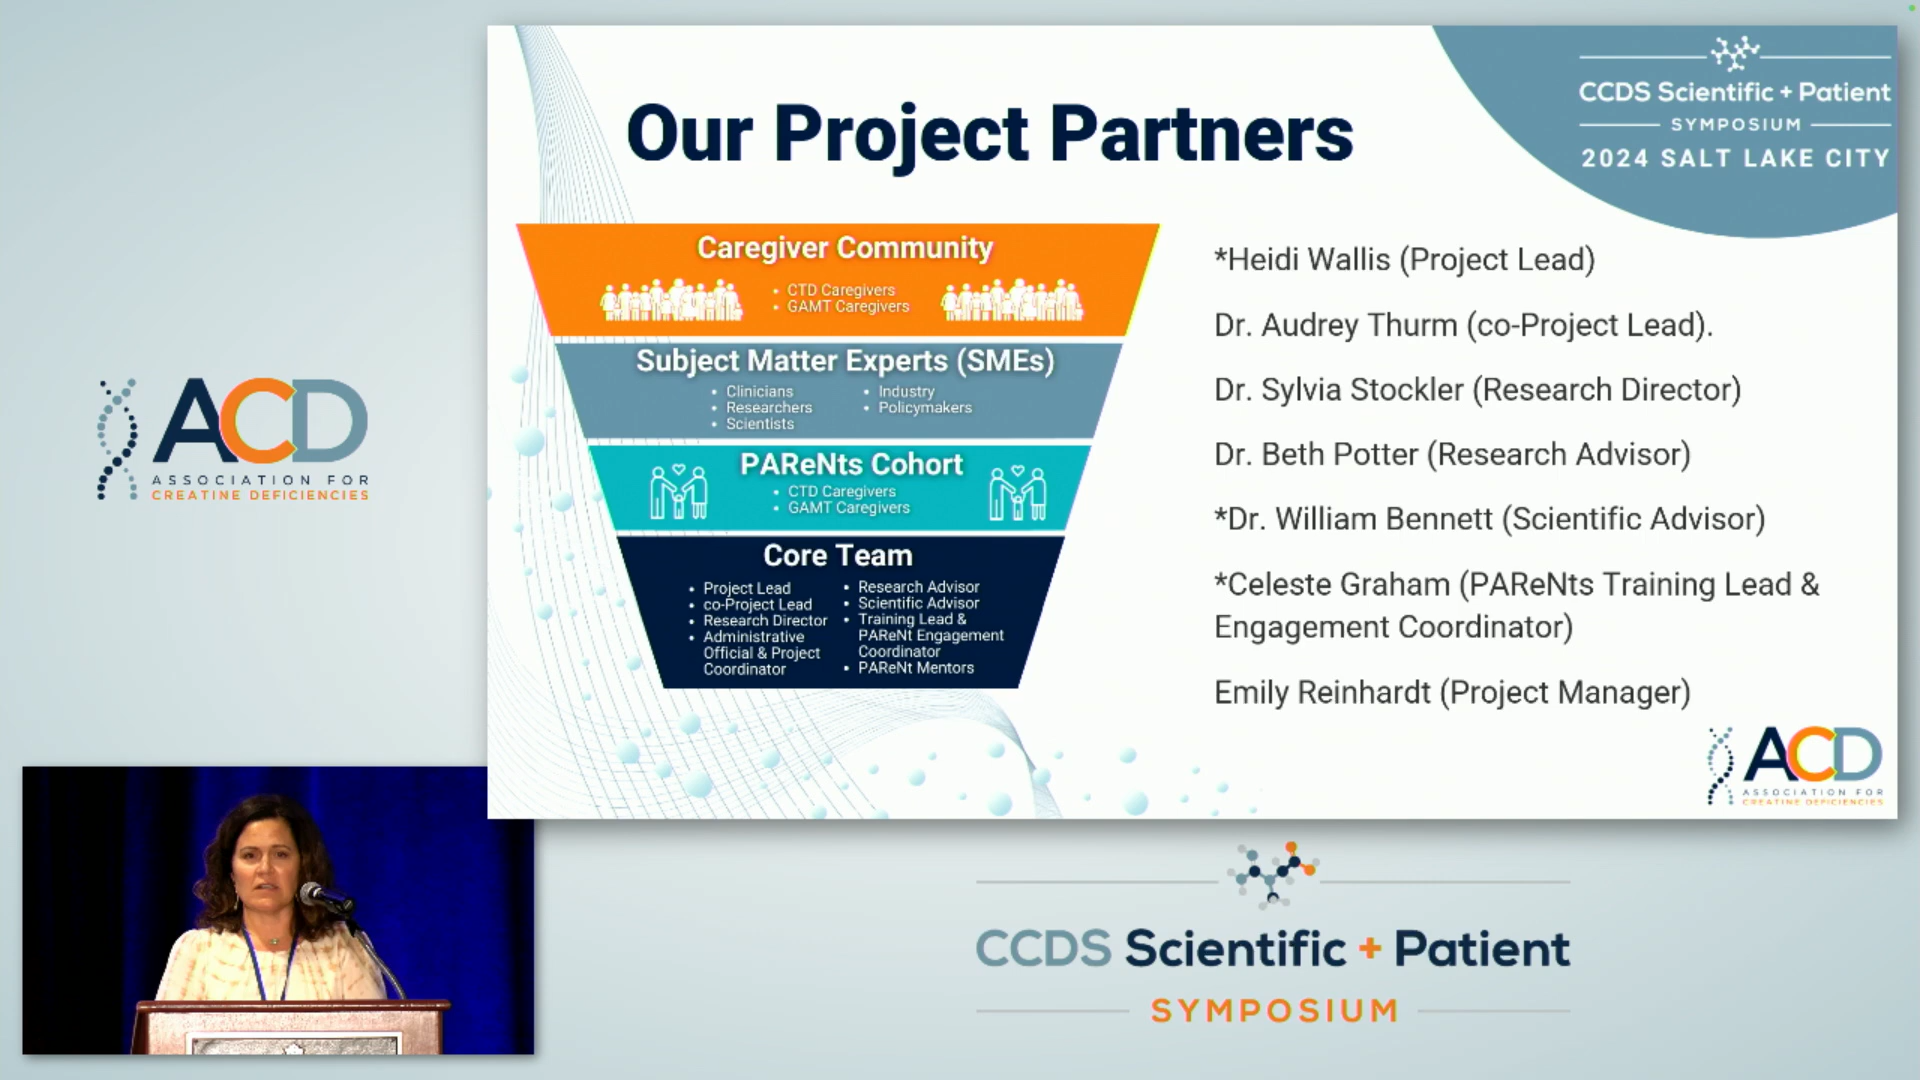 Our Project Partners
CCDS Scientific + Patient
SYMPOSIUM
2024 SALT LAKE CITY
Caregiver Community
• CTD Caregivers
• GAMT Caregivers
Subject Matter Experts (SMEs)
• Clinicians
• Researchers
• Scientists
• Industry
• Policymakers
PAReNts Cohort
• CTD Caregivers
• GAMT Caregivers
Core Team
• Project Lead
• co-Project Lead
• Research Director
• Administrative
Official & Project
Coordinator
• Research Advisor
• Scientific Advisor
• Training Lead &
PAReNt Engagement
Coordinator
• PAReNt Mentors
*Heidi Wallis (Project Lead)
Dr. Audrey Thurm (co-Project Lead).
Dr. Sylvia Stockler (Research Director)
Dr. Beth Potter (Research Advisor)
*Dr. William Bennett (Scientific Advisor)
*Celeste Graham (PAReNts Training Lead &
Engagement Coordinator)
Emily Reinhardt (Project Manager)
ACD
ASSOCIATION FOR
CREATINE DEFICIENCIES
ACD
ASSOCIATION FOR
CREATINE DEFICIENCIES
CCDS Scientific + Patient
SYMPOSIUM